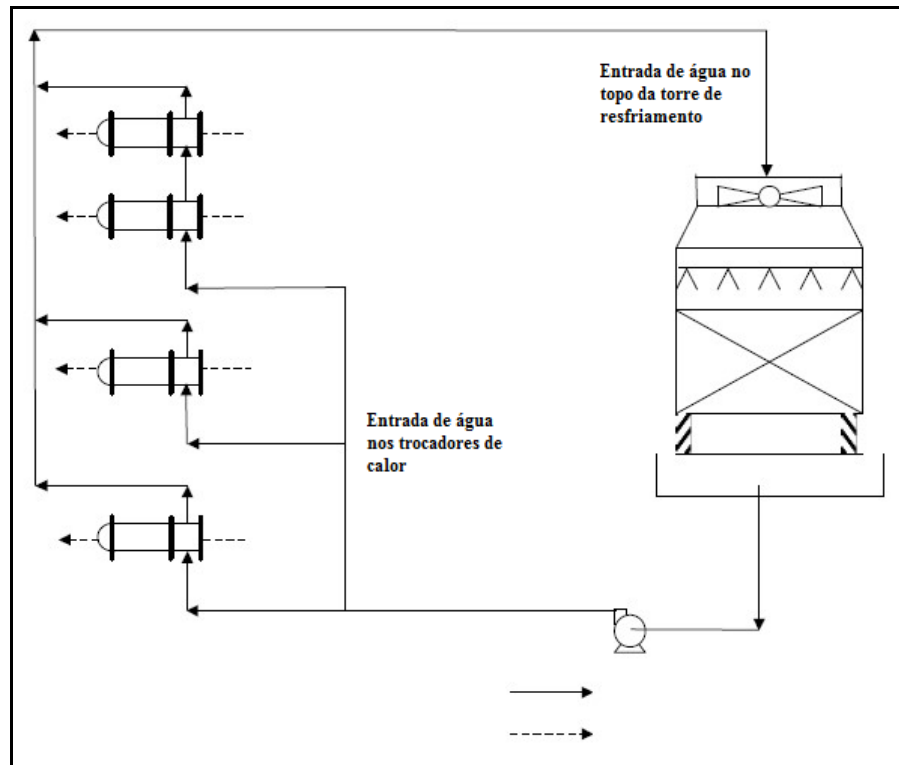 Entrada de água no
topo da torre de
resfriamento
Entrada de água
nos trocadores de
calor